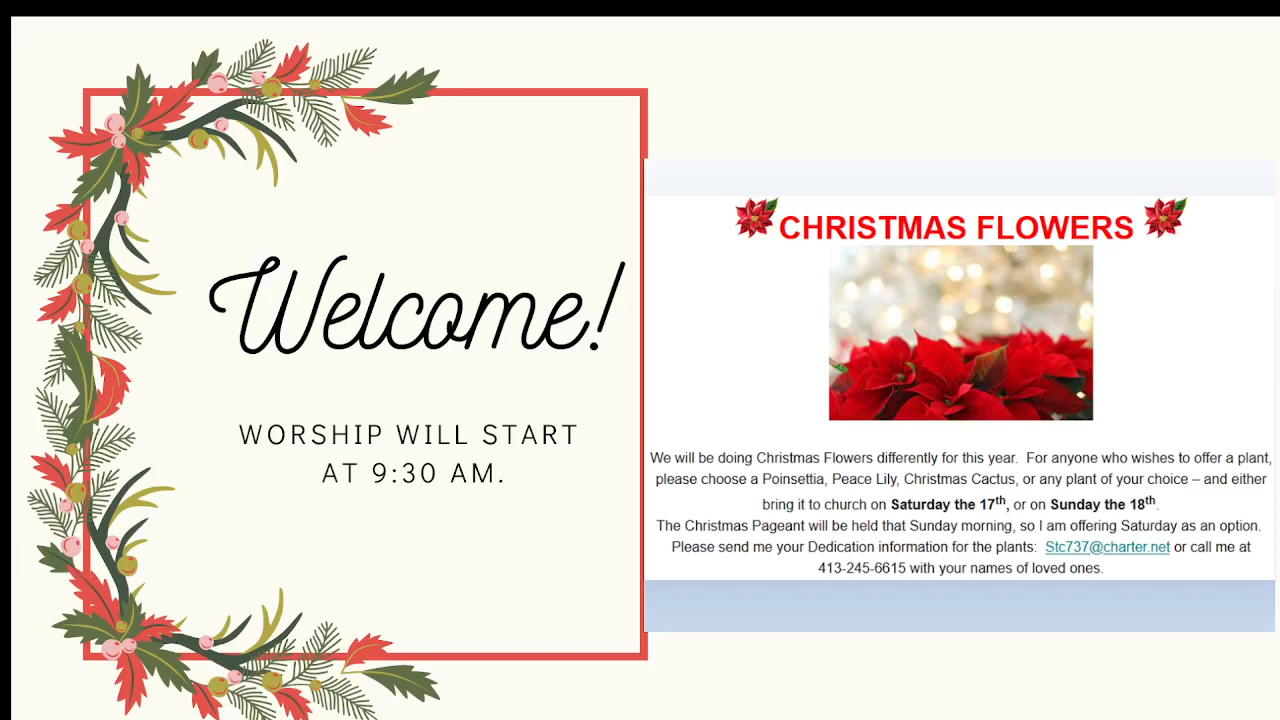 Welcome!
WORSHIP WILL START
AT 9:30 AM.
CHRISTMAS FLOWERS
We will be doing Christmas Flowers differently for this year. For anyone who wishes to offer a plant,
please choose a Poinsettia, Peace Lily, Christmas Cactus, or any plant of your choice – and either
bring it to church on Saturday the 17th, or on Sunday the 18th.
The Christmas Pageant will be held that Sunday morning, so I am offering Saturday as an option.
Please send me your Dedication information for the plants: Stc737@charter.net or call me at
413-245-6615 with your names of loved ones.